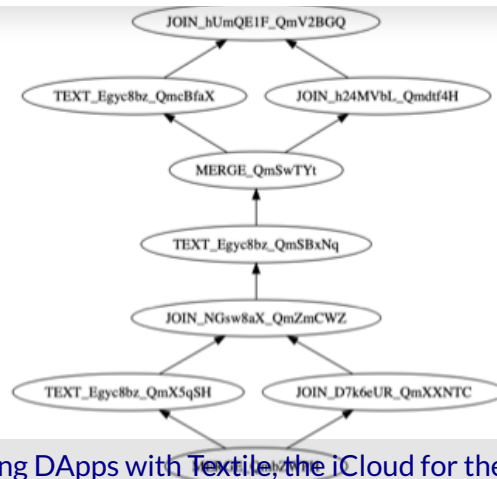 JOIN_hUmQE1F_QmV2BGQ
TEXT_Egyc8bz_QmcBfaX JOIN_h24MVbL_Qmdtf4H
MERGE_QmSwTYt
TEXT_Egyc8bz_QmSBxNq
JOIN_NGsw8aX_QmZmCWZ
TEXT_Egyc8bz_QmX5qSH JOIN_D7k6eUR_QmXXNTC
ng DApps with Textile, the iCloud for the